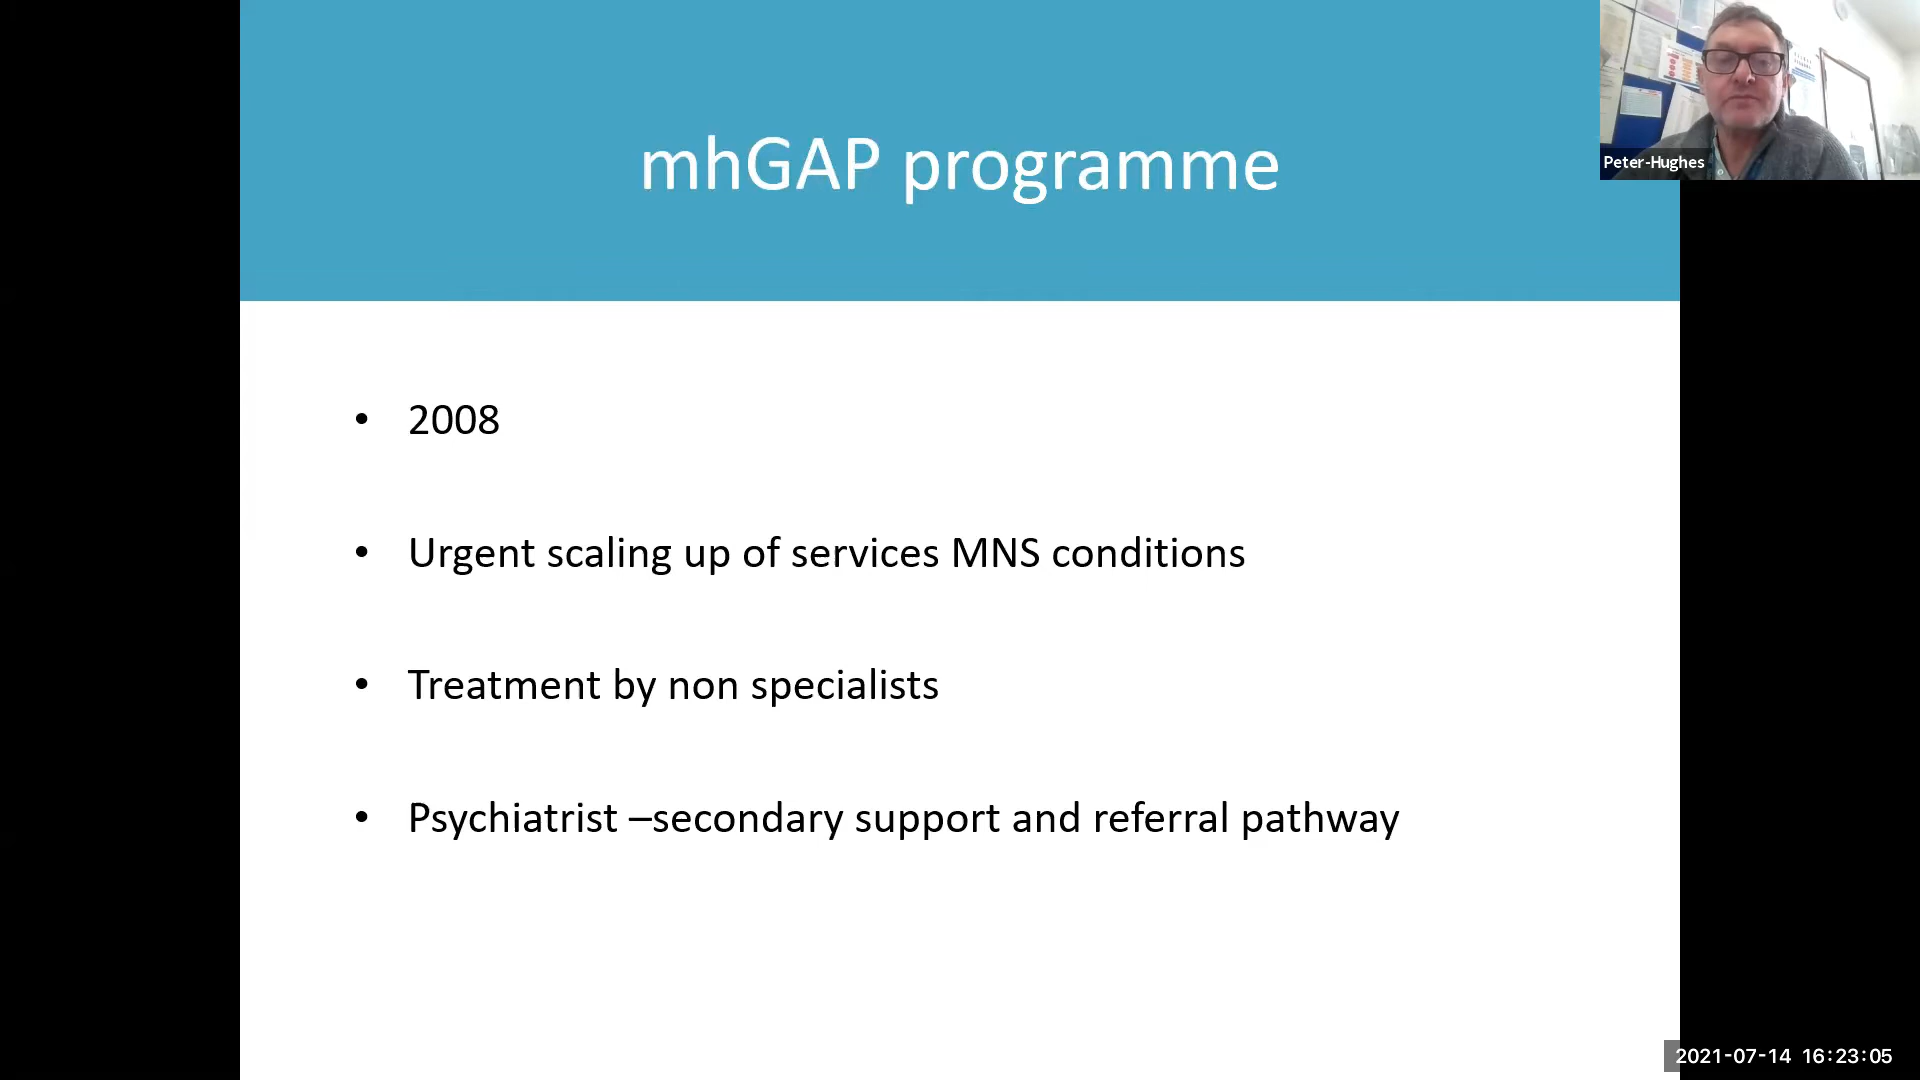 mhGAP programme
Peter-Hughes
• 2008
• Urgent scaling up of services MNS conditions
• Treatment by non specialists
• Psychiatrist –secondary support and referral pathway
2021-07-14 16:23:05